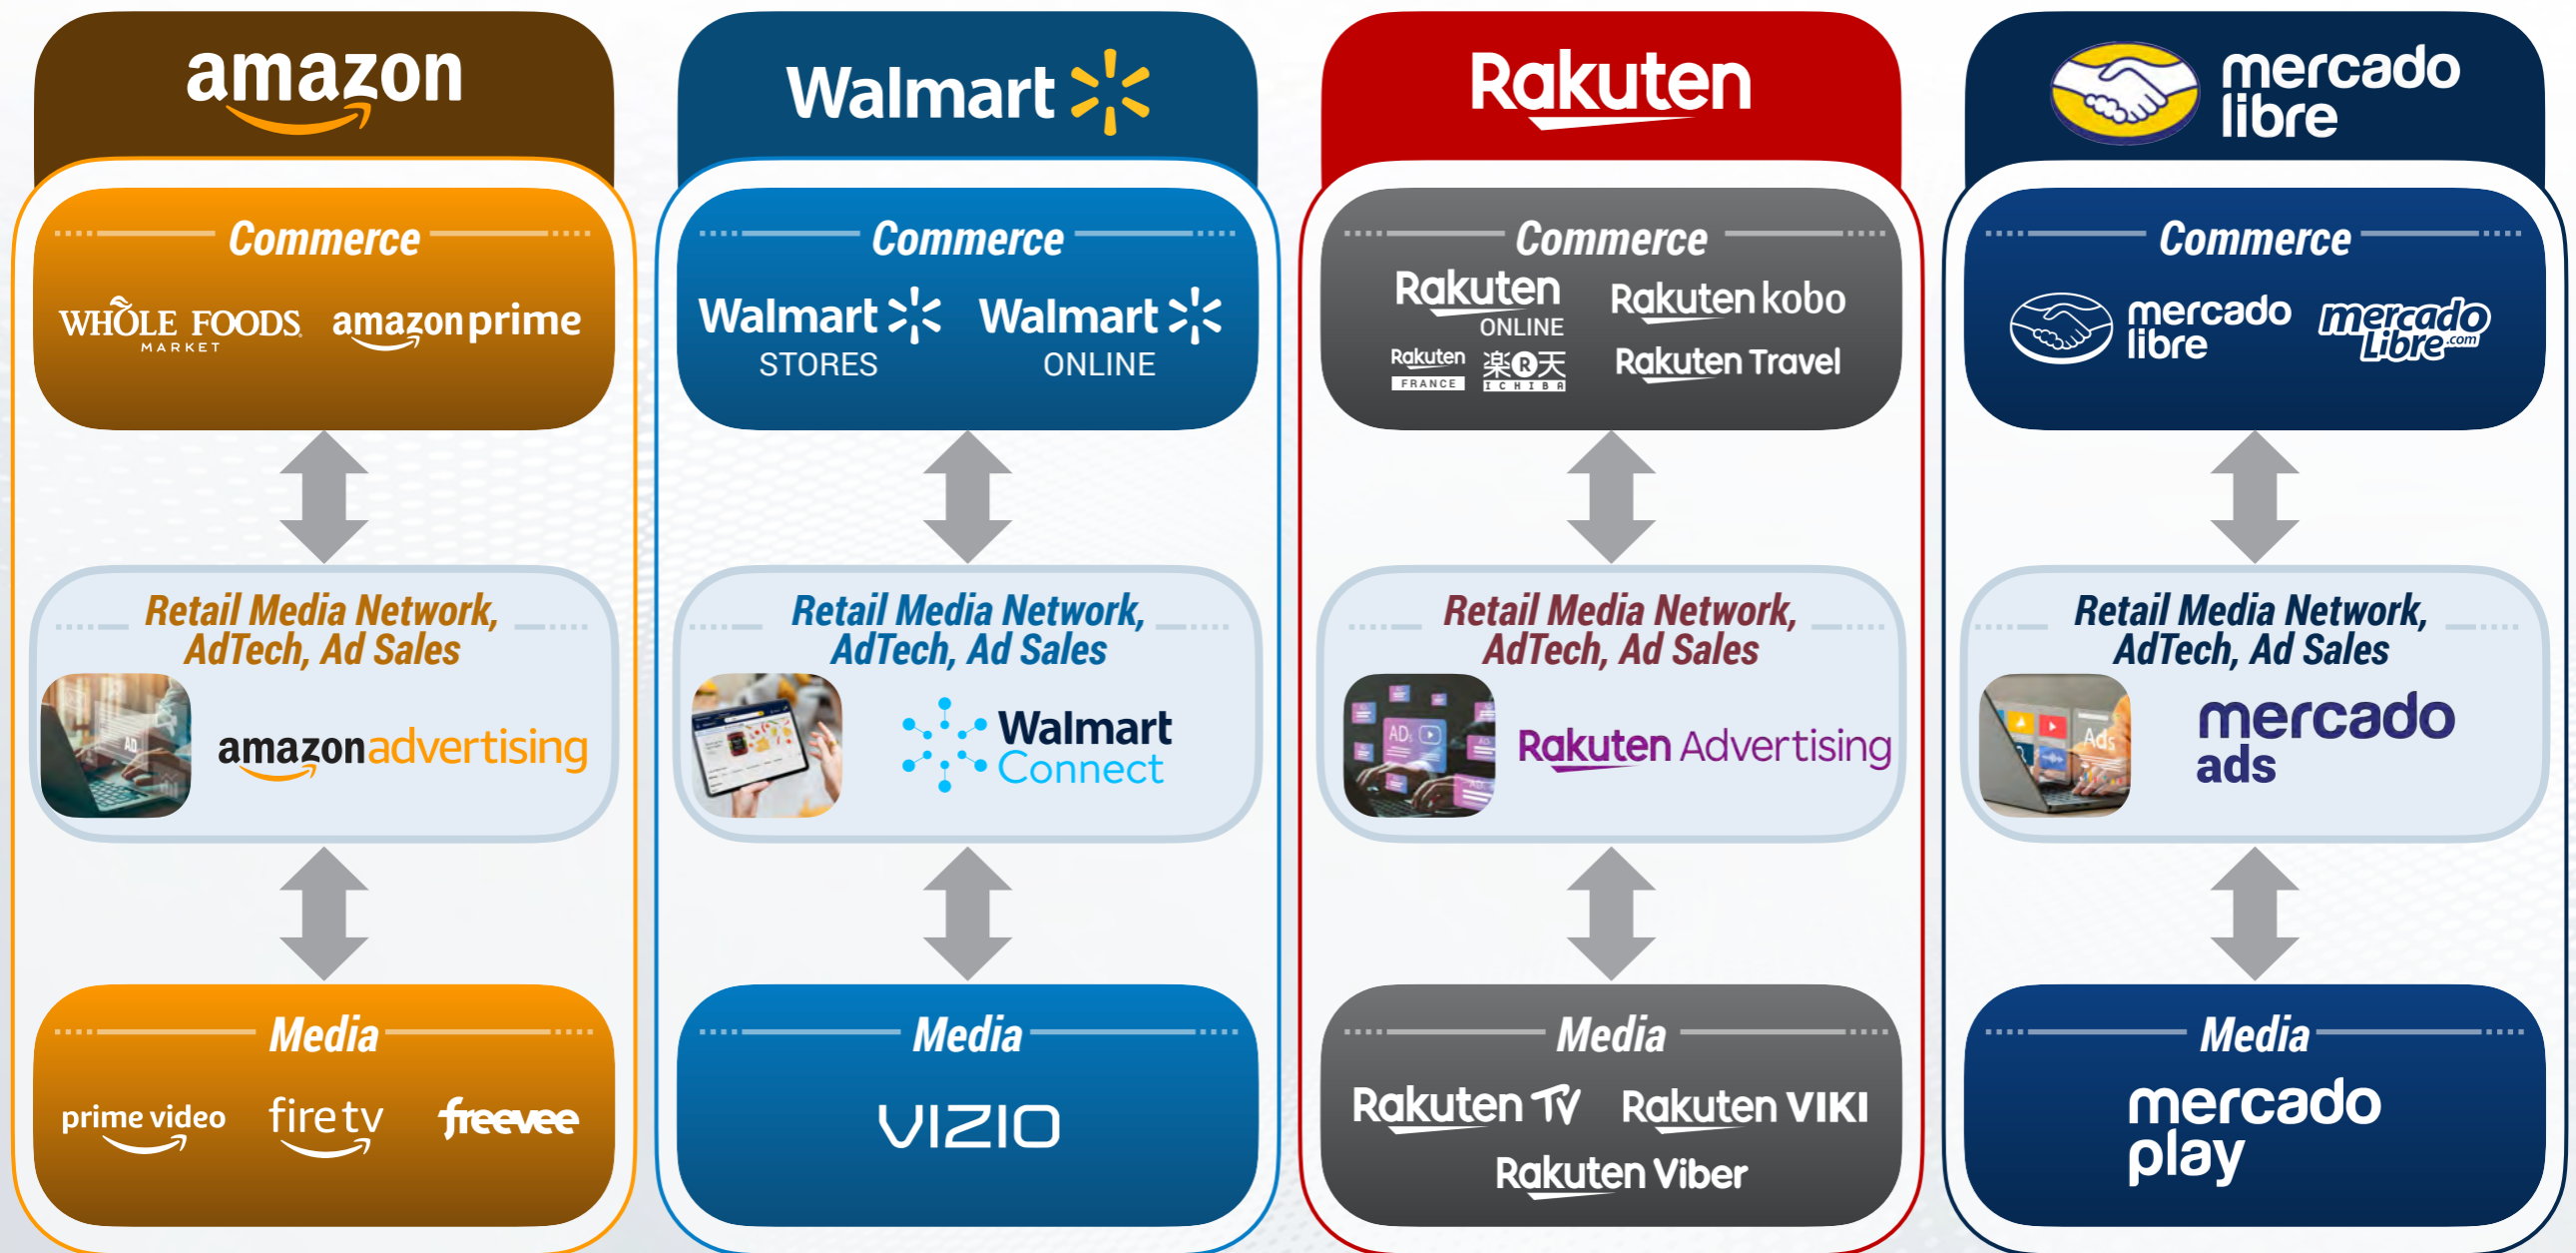 amazon
Commerce
WHOLE FOODS
MARKET
amazon prime
Retail Media Network,
AdTech, Ad Sales
AD
amazon advertising
Media
prime video
fire tv
freevee
Walmart
Commerce
Walmart
STORES
Walmart
ONLINE
Retail Media Network,
AdTech, Ad Sales
Walmart
Connect
Media
VIZIO
Rakuten
Commerce
Rakuten
ONLINE
Rakuten kobo
Rakuten
FRANCE
楽R天
ICHIBA
Rakuten Travel
Retail Media Network,
AdTech, Ad Sales
ADs
Rakuten Advertising
Media
Rakuten TV
Rakuten VIKI
Rakuten Viber
mercado
libre
Commerce
mercado
libre
mercado
Libre.com
Retail Media Network,
AdTech, Ad Sales
Ads
mercado
ads
Media
mercado
play